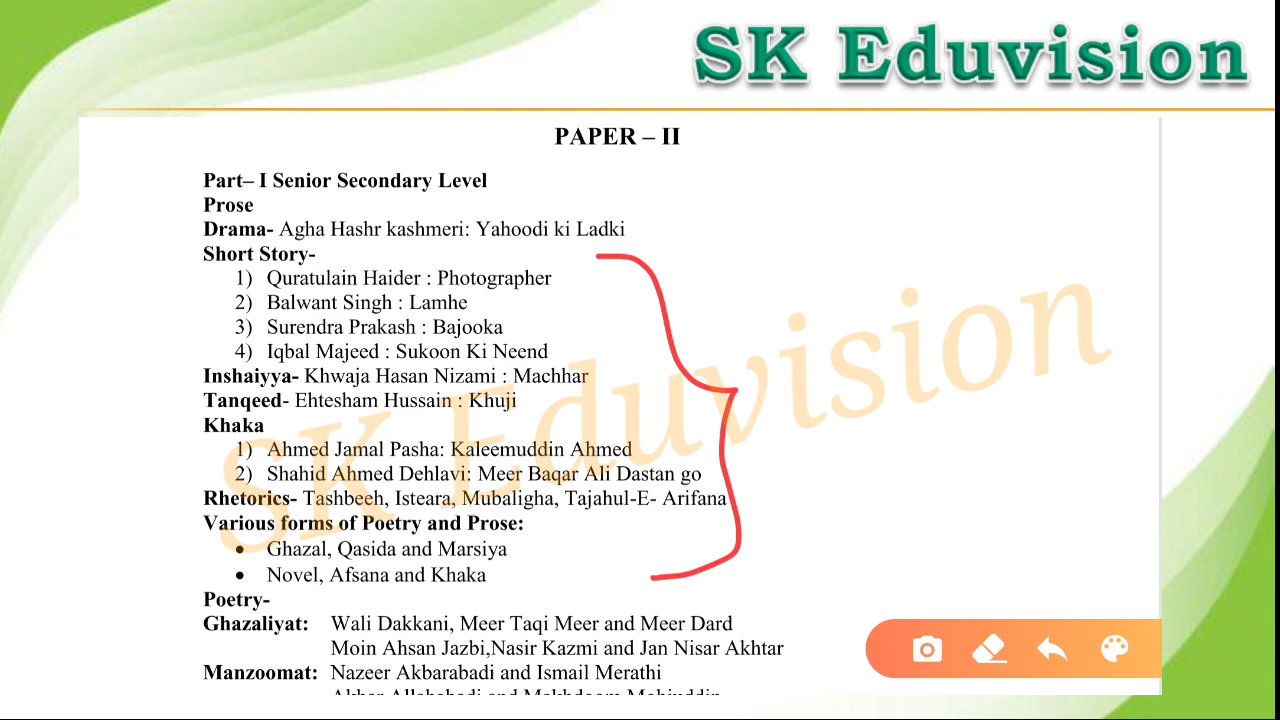 SK Eduvision
PAPER – II
Part– I Senior Secondary Level
Prose
Drama- Agha Hashr kashmeri: Yahoodi ki Ladki
Short Story-
1) Quratulain Haider : Photographer
2) Balwant Singh : Lamhe
3) Surendra Prakash : Bajooka
4) Iqbal Majeed : Sukoon Ki Neend
Inshaiyya- Khwaja Hasan Nizami : Machhar
Tanqeed- Ehtesham Hussain : Khuji
Khaka
1) Ahmed Jamal Pasha: Kaleemuddin Ahmed
2) Shahid Ahmed Dehlavi: Meer Baqar Ali Dastan go
Rhetorics- Tashbeeh, Isteara, Mubaligha, Tajahul-E- Arifana
Various forms of Poetry and Prose:
• Ghazal, Qasida and Marsiya
• Novel, Afsana and Khaka
Poetry-
Ghazaliyat: Wali Dakkani, Meer Taqi Meer and Meer Dard
Moin Ahsan Jazbi,Nasir Kazmi and Jan Nisar Akhtar
Manzoomat: Nazeer Akbarabadi and Ismail Merathi
Akbar Allahabadi and Makhdoom Mohiuddin
SK Eduvision